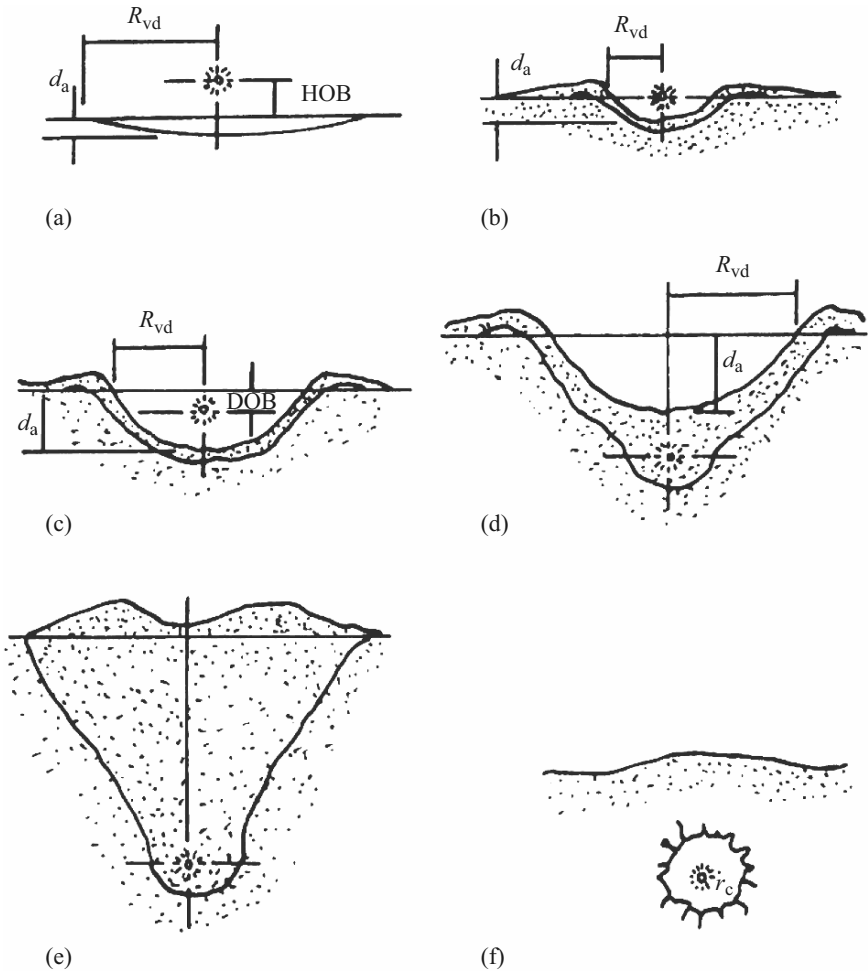 R_vd
d_a
HOB
(a)
R_vd
d_a
(b)
R_vd
DOB
d_a
(c)
R_vd
d_a
(d)
(e)
r_c
(f)